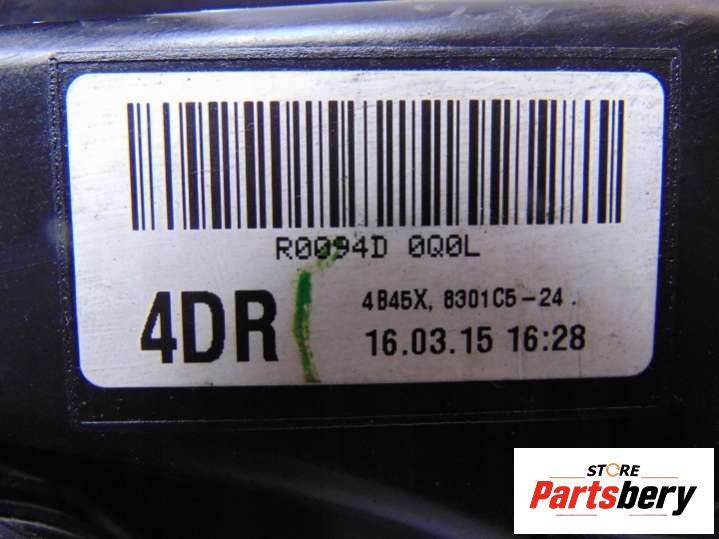 R0094D 0Q0L
4DR
4B45X, 8301C5-24 .
16.03.15 16:28
STORE
Partsbery